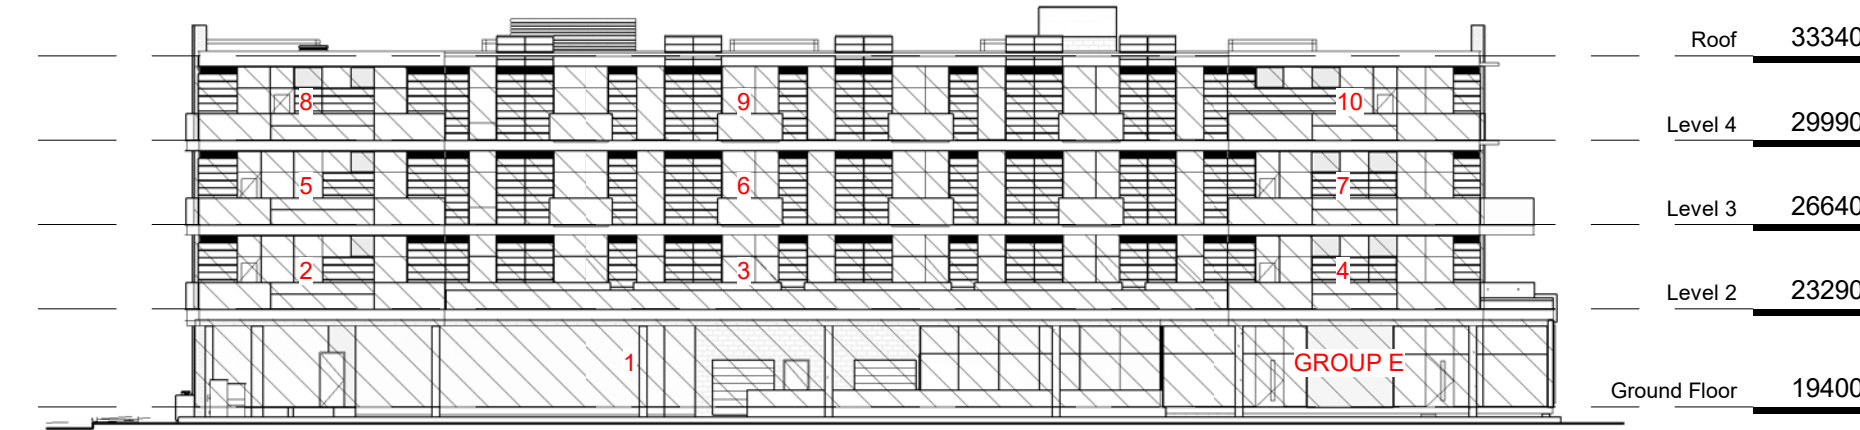 Roof 33340
8 9 10
Level 4 29990
5 6 7
Level 3 26640
2 3 4
Level 2 23290
1 GROUP E
Ground Floor 19400